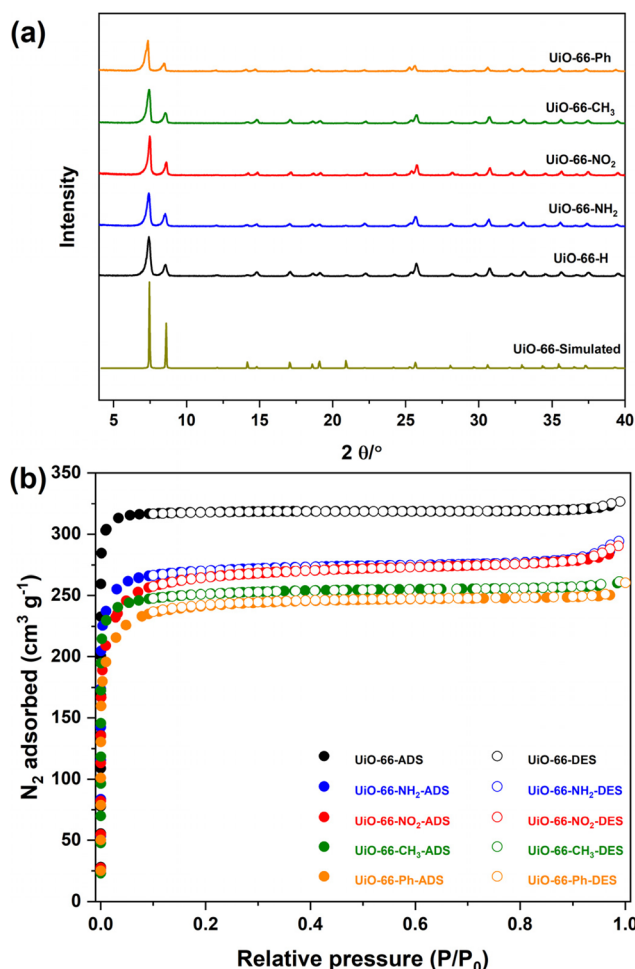 (a)
Intensity
UiO-66-Ph
UiO-66-CH₃
UiO-66-NO₂
UiO-66-NH₂
UiO-66-H
UiO-66-Simulated
5 10 15 20 25 30 35 40
2 θ/°
(b)
N₂ adsorbed (cm³ g⁻¹)
350
300
250
200
150
100
50
0
UiO-66-ADS UiO-66-DES
UiO-66-NH₂-ADS UiO-66-NH₂-DES
UiO-66-NO₂-ADS UiO-66-NO₂-DES
UiO-66-CH₃-ADS UiO-66-CH₃-DES
UiO-66-Ph-ADS UiO-66-Ph-DES
0.0 0.2 0.4 0.6 0.8 1.0
Relative pressure (P/P₀)